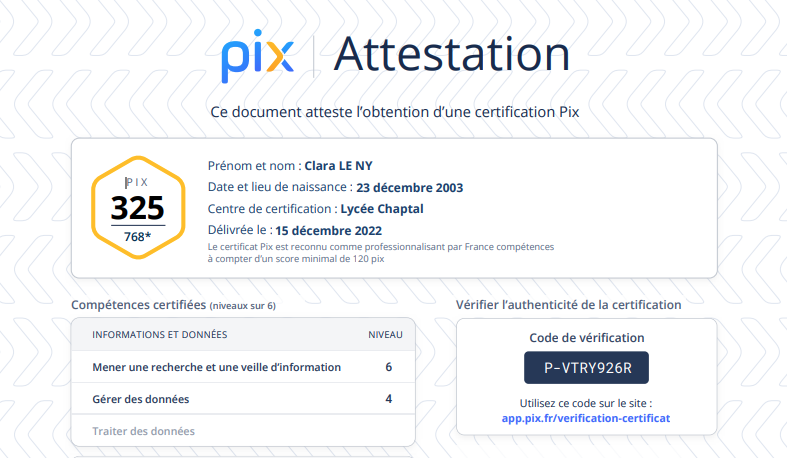 pix Attestation
Ce document atteste l’obtention d’une certification Pix
PIX
325
768*
Prénom et nom : Clara LE NY
Date et lieu de naissance : 23 décembre 2003
Centre de certification : Lycée Chaptal
Délivrée le : 15 décembre 2022
Le certificat Pix est reconnu comme professionnalisant par France compétences
à compter d’un score minimal de 120 pix
Compétences certifiées (niveaux sur 6)
INFORMATIONS ET DONNÉES NIVEAU
Mener une recherche et une veille d’information 6
Gérer des données 4
Traiter des données
Vérifier l’authenticité de la certification
Code de vérification
P-VTRY926R
Utilisez ce code sur le site :
app.pix.fr/verification-certificat